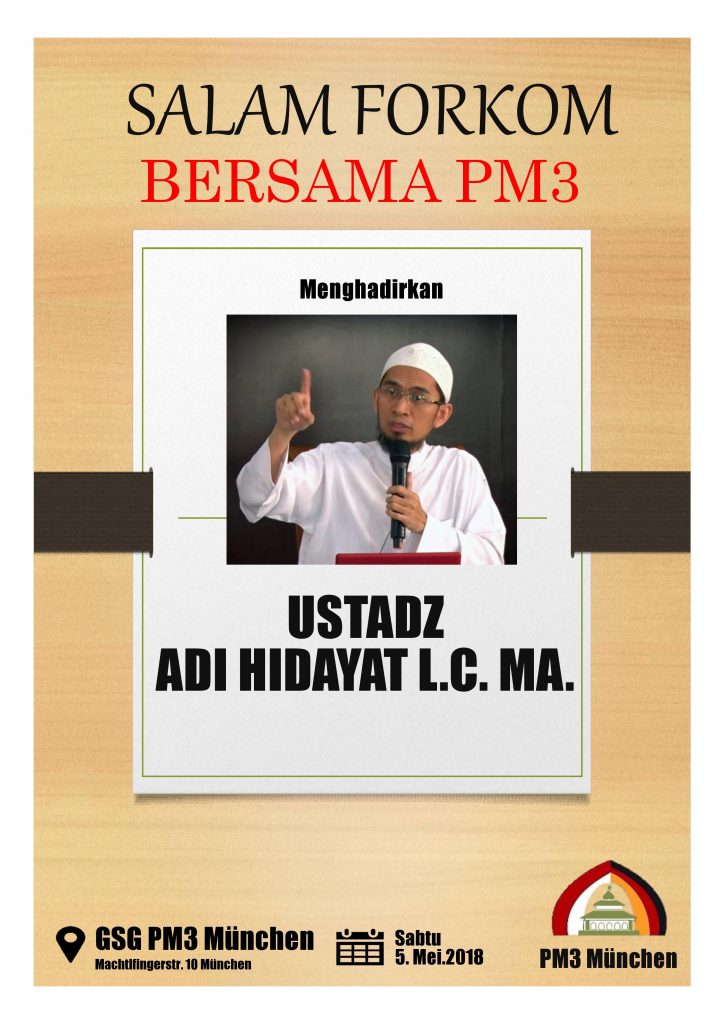 SALAM FORKOM
BERSAMA PM3
Menghadirkan
USTADZ
ADI HIDAYAT L.C. MA.
GSG PM3 München
Machtlfingerstr. 10 München
Sabtu
5. Mei.2018
PM3 München